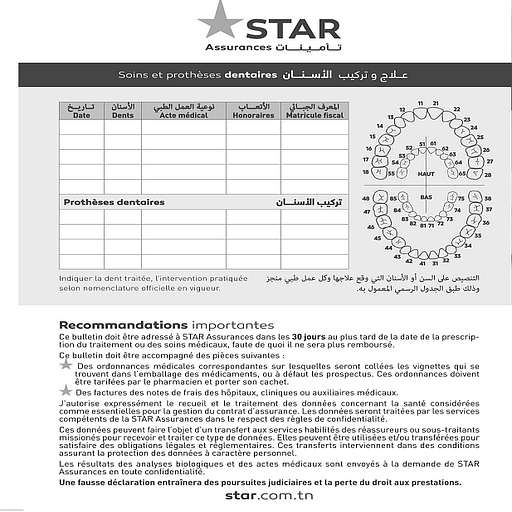 STAR
Assurances تـأمـيـنـات
Soins et prothèses dentaires عــلاج و تركيب الأســنــان
تــاريــخ الأسنان نوعية العمل الطبي الأتعــاب المعرف الجبــائي
Date Dents Acte médical Honoraires Matricule fiscal
Prothèses dentaires تركيب الأســنــان
11 21
12 22
13 23
14 24
15 25
16 26
17 27
18 28
51 61
52 62
53 63
54 64
55 65
HAUT
BAS
48 85 75 38
47 84 74 37
46 83 73 36
45 82 81 71 72 35
44 34
43 33
42 41 31 32
Indiquer la dent traitée, l'intervention pratiquée
selon nomenclature officielle en vigueur.
التنصيص على السن أو الأسنان التي وقع علاجها وكل عمل طبي منجز
وذلك طبق الجدول الرسمي المعمول به.
Recommandations importantes
Ce bulletin doit être adressé à STAR Assurances dans les 30 jours au plus tard de la date de la prescrip-
tion du traitement ou des soins médicaux, faute de quoi il ne sera plus remboursé.
Ce bulletin doit être accompagné des pièces suivantes :
Des ordonnances médicales correspondantes sur lesquelles seront collées les vignettes qui se
trouvent dans l'emballage des médicaments, ou à défaut les prospectus. Ces ordonnances doivent
être tarifées par le pharmacien et porter son cachet.
Des factures des notes de frais des hôpitaux, cliniques ou auxiliaires médicaux.
J'autorise expressément le recueil et le traitement des données concernant la santé considérées
comme essentielles pour la gestion du contrat d'assurance. Les données seront traitées par les services
compétents de la STAR Assurances dans le respect des règles de confidentialité.
Ces données peuvent faire l'objet d'un transfert aux services habilités des réassureurs ou sous-traitants
missionés pour recevoir et traiter ce type de données. Elles peuvent être utilisées et/ou transférées pour
satisfaire des obligations légales et réglementaires. Ces transferts interviennent dans des conditions
assurant la protection des données à caractère personnel.
Les résultats des analyses biologiques et des actes médicaux sont envoyés à la demande de STAR
Assurances en toute confidentialité.
Une fausse déclaration entraînera des poursuites judiciaires et la perte du droit aux prestations.
star.com.tn